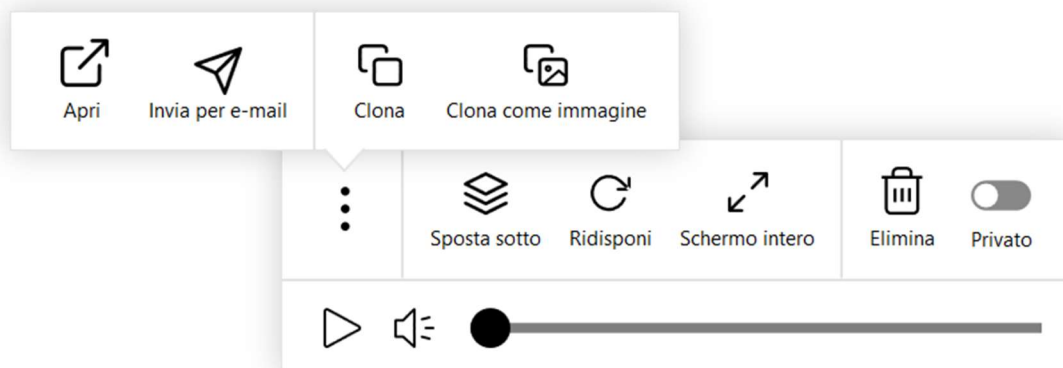 Apri
Invia per e-mail
Clona
Clona come immagine
Sposta sotto
Ridisponi
Schermo intero
Elimina
Privato